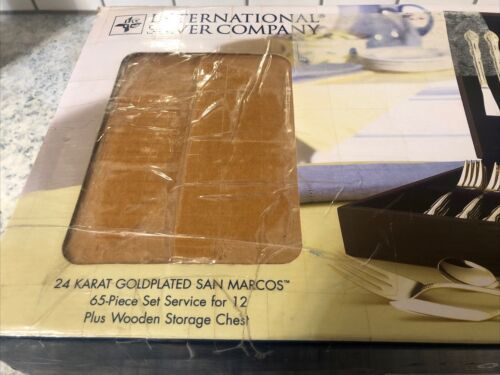 INTERNATIONAL®
SILVER COMPANY
24 KARAT GOLDPLATED SAN MARCOS™
65-Piece Set Service for 12
Plus Wooden Storage Chest